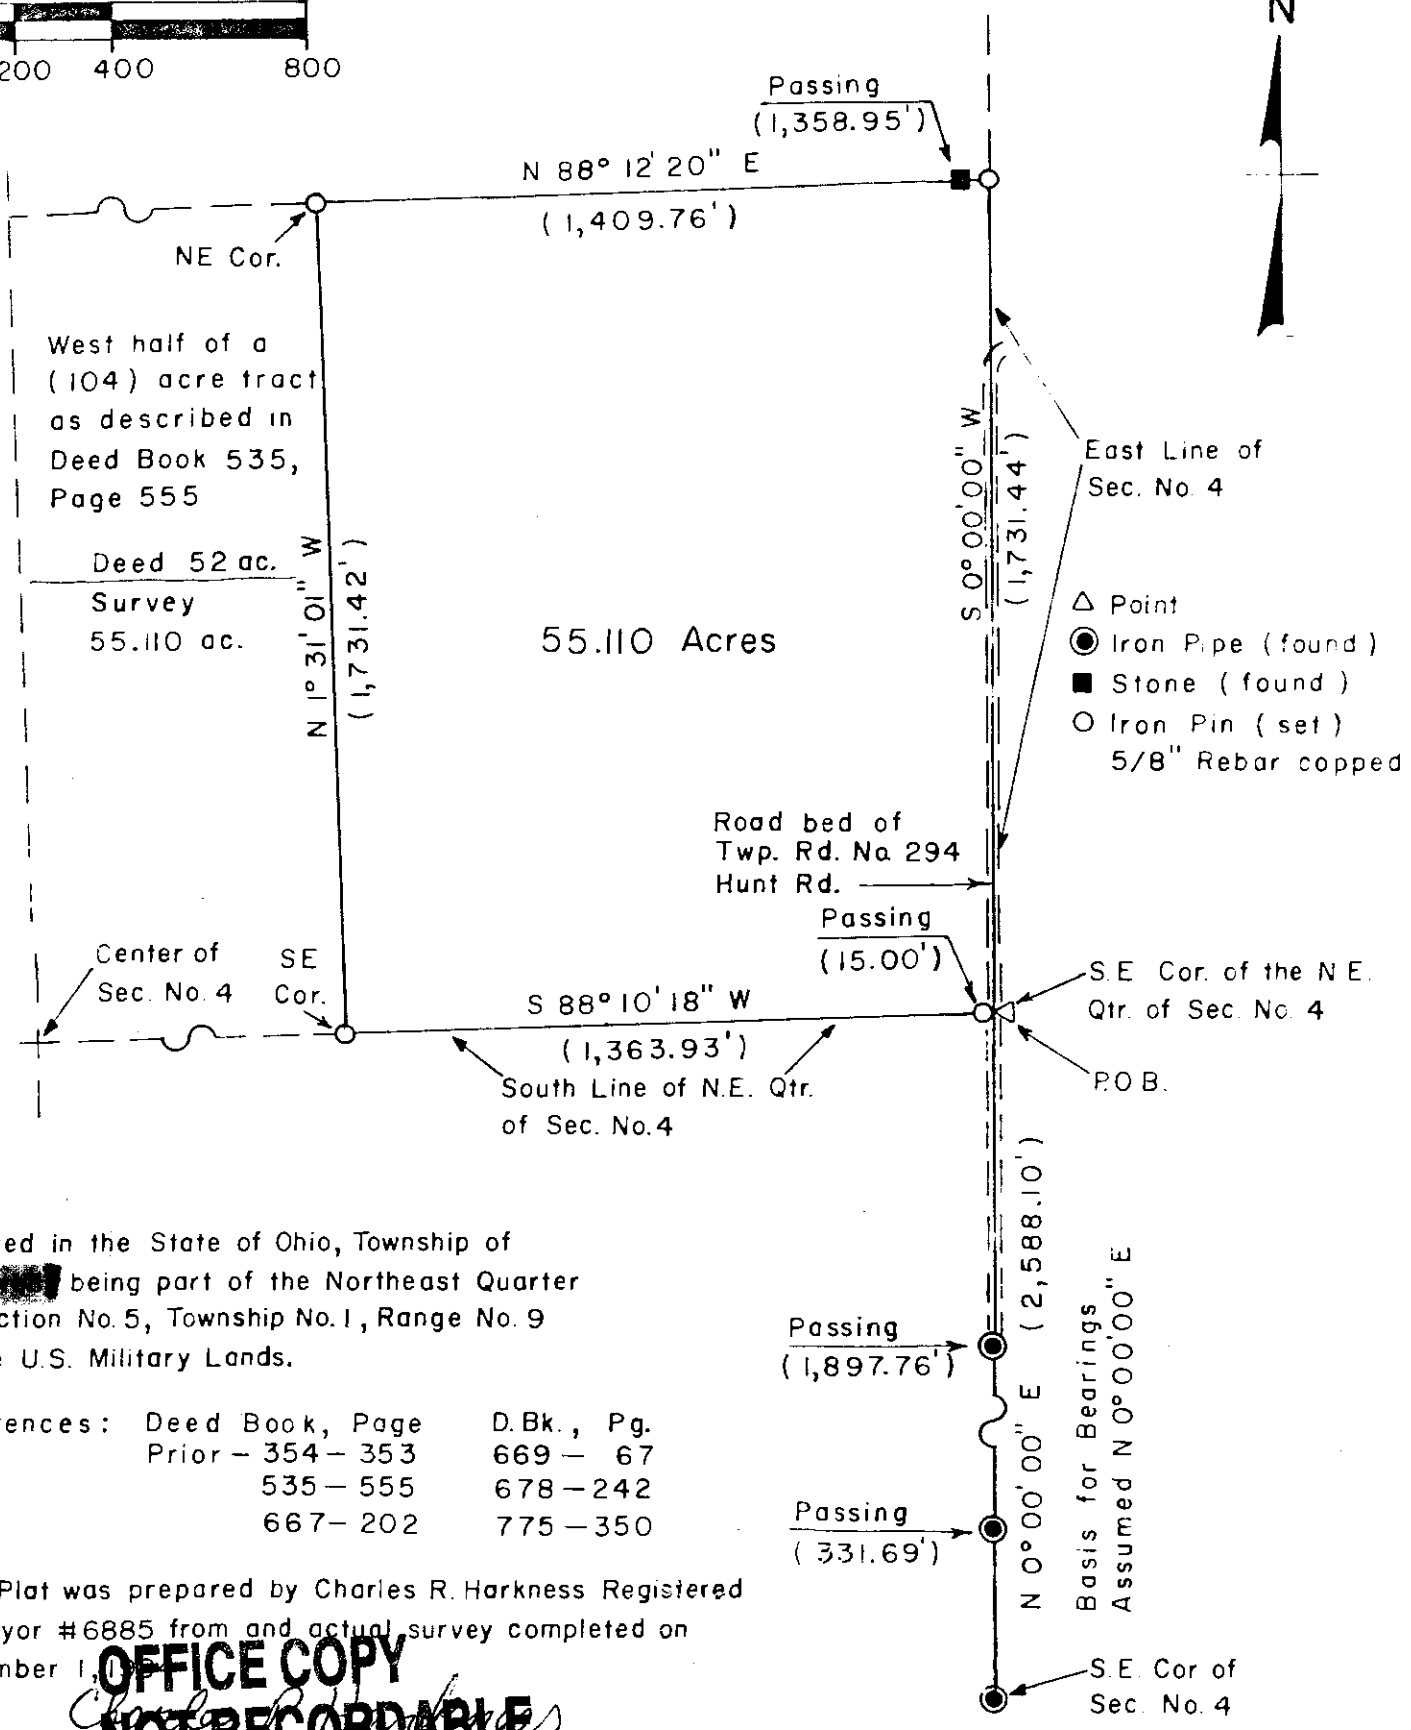 200 400 800
N
Passing
(1,358.95')
N 88° 12' 20" E
(1,409.76')
NE Cor.
West half of a
(104) acre tract
as described in
Deed Book 535,
Page 555
Deed 52 ac.
Survey
55.110 ac.
N 1° 31' 01" W
(1,731.42')
55.110 Acres
S 0° 00' 00" W
(1,731.44')
East Line of
Sec. No. 4
△ Point
Iron Pipe (found)
■ Stone (found)
○ Iron Pin (set)
5/8" Rebar capped
Road bed of
Twp. Rd. No. 294
Hunt Rd.
Passing
(15.00')
Center of
Sec. No. 4
SE
Cor.
S 88° 10' 18" W
(1,363.93')
South Line of N.E. Qtr.
of Sec. No. 4
S.E. Cor. of the N.E.
Qtr. of Sec. No. 4
P.O.B.
(2,588.10')
N 0° 00' 00" E
Basis for Bearings
Assumed N 0° 00' 00" E
Passing
(1,897.76')
Passing
(331.69')
S.E. Cor of
Sec. No. 4
ed in the State of Ohio, Township of
being part of the Northeast Quarter
ction No. 5, Township No. 1, Range No. 9
e U.S. Military Lands.
rences: Deed Book, Page D. Bk., Pg.
Prior – 354 – 353 669 – 67
535 – 555 678 – 242
667 – 202 775 – 350
Plat was prepared by Charles R. Harkness Registered
yor #6885 from and actual survey completed on
mber 1,
OFFICE COPY
NOT RECORDABLE